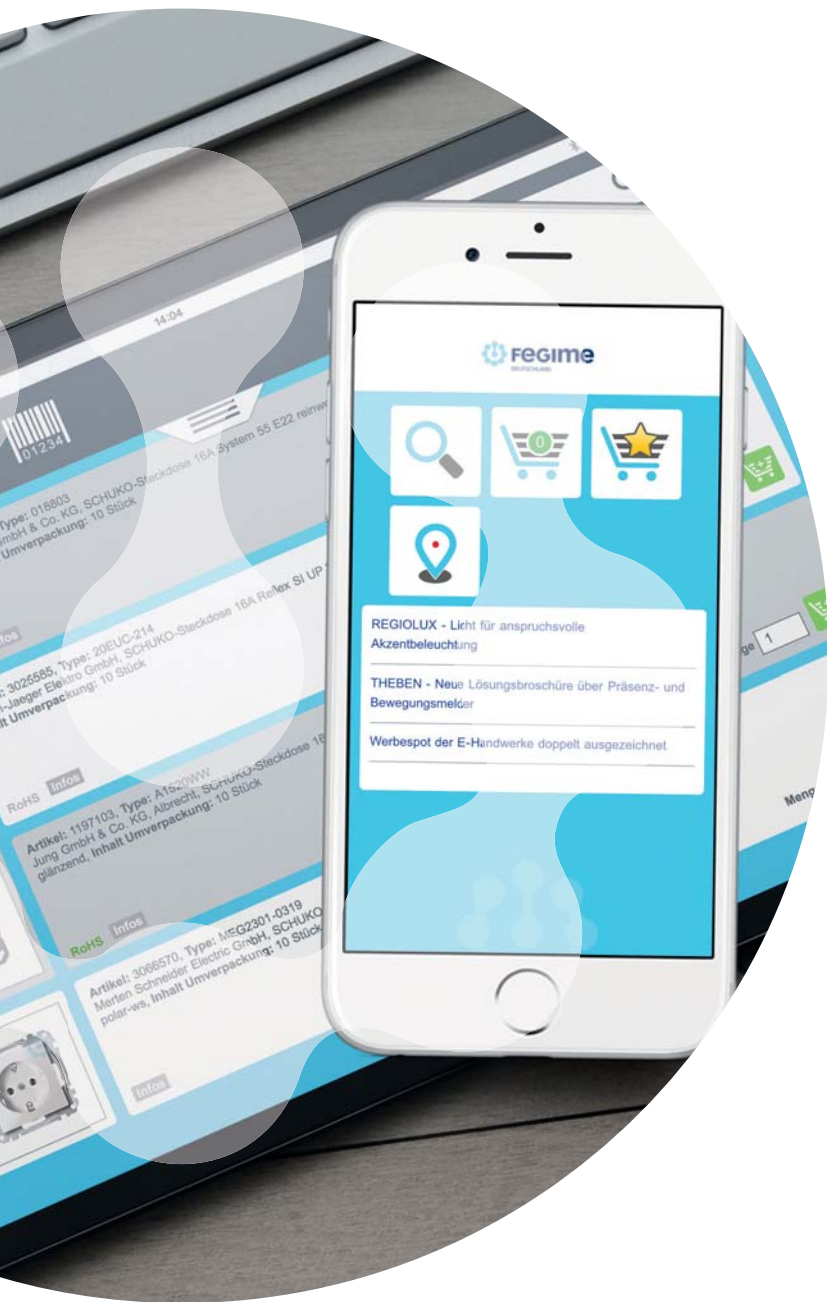 14:04
01234
Type: 018803
GmbH & Co. KG, SCHUKO-Steckdose 16A System 55 E22 reinw
Umverpackung: 10 Stück
Infos
3025585, Type: 20EUC-214
-Jaeger Elektro GmbH, SCHUKO-Steckdose 16A Reflex SI UP
lt Umverpackung: 10 Stück
RoHS Infos
Artikel: 1197103, Type: A1520WW
Jung GmbH & Co. KG, Albrecht, SCHUKO-Steckdose 16
glänzend, Inhalt Umverpackung: 10 Stück
RoHS Infos
Artikel: 3066570, Type: MEG2301-0319
Merten Schneider Electric GmbH, SCHUKO
polar-ws, Inhalt Umverpackung: 10 Stück
Infos
FEGIME
DEUTSCHLAND
0
REGIOLUX - Licht für anspruchsvolle
Akzentbeleuchtung
THEBEN - Neue Lösungsbroschüre über Präsenz- und
Bewegungsmelder
Werbespot der E-Handwerke doppelt ausgezeichnet
ge 1
Meng